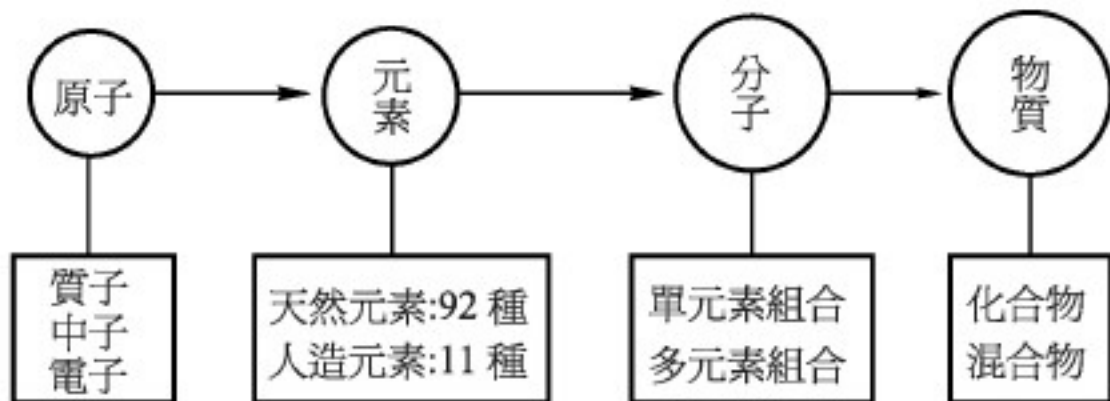 原子
元素
分子
物質
質子
中子
電子
天然元素:92 種
人造元素:11 種
單元素組合
多元素組合
化合物
混合物